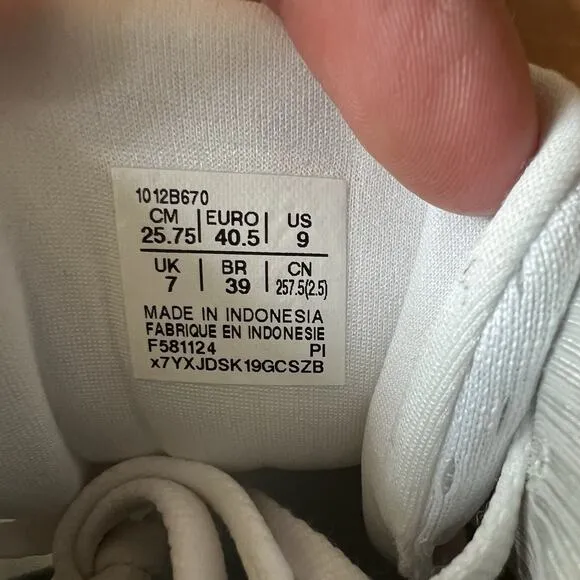 1012B670
CM | EURO | US
25.75 | 40.5 | 9
UK | BR | CN
7 | 39 | 257.5(2.5)
MADE IN INDONESIA
FABRIQUE EN INDONESIE
F581124 PI
x7YXJDSK19GCSZB